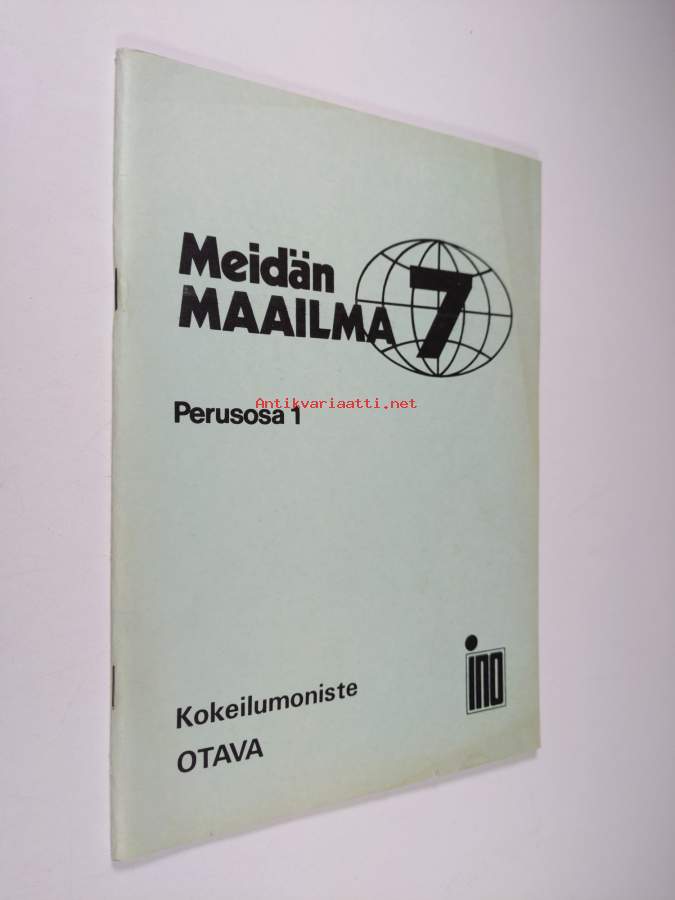 Meidän
MAAILMA 7
Antikvariaatti.net
Perusosa 1
ino
Kokeilumoniste
OTAVA